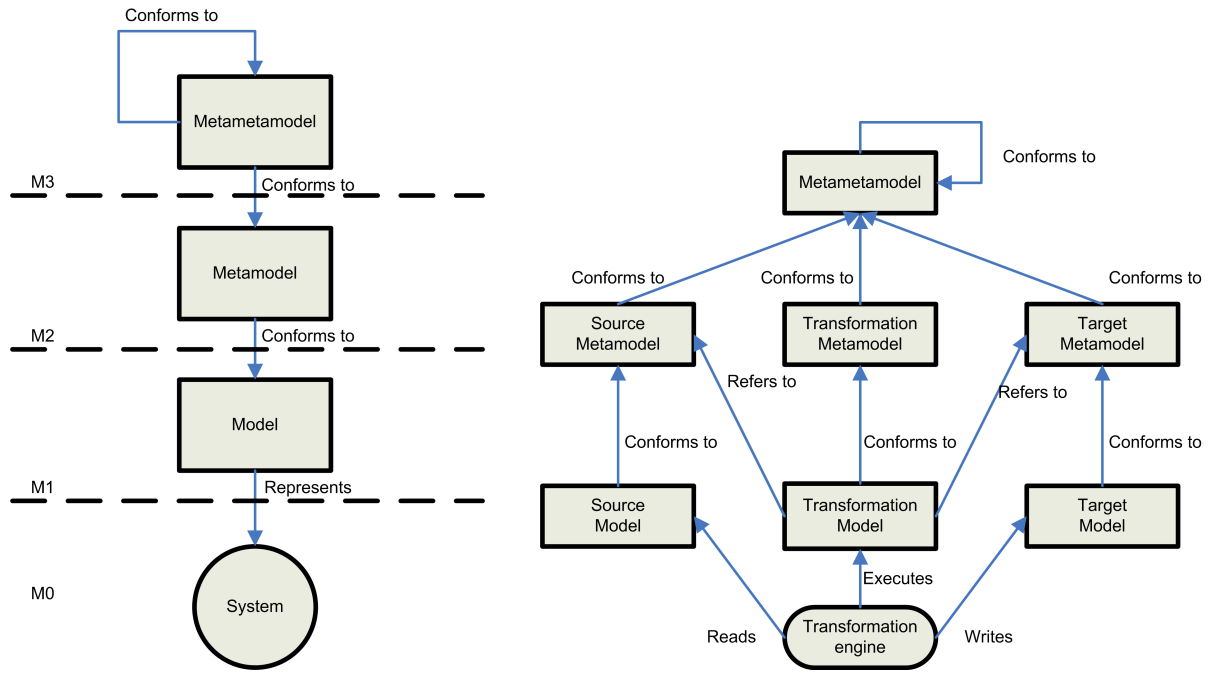 Conforms to
Metametamodel
M3
Conforms to
Metamodel
M2
Conforms to
Model
M1
Represents
M0
System
Conforms to
Metametamodel
Conforms to
Conforms to
Conforms to
Source
Metamodel
Transformation
Metamodel
Target
Metamodel
Refers to
Refers to
Conforms to
Conforms to
Conforms to
Source
Model
Transformation
Model
Target
Model
Executes
Reads
Transformation
engine
Writes